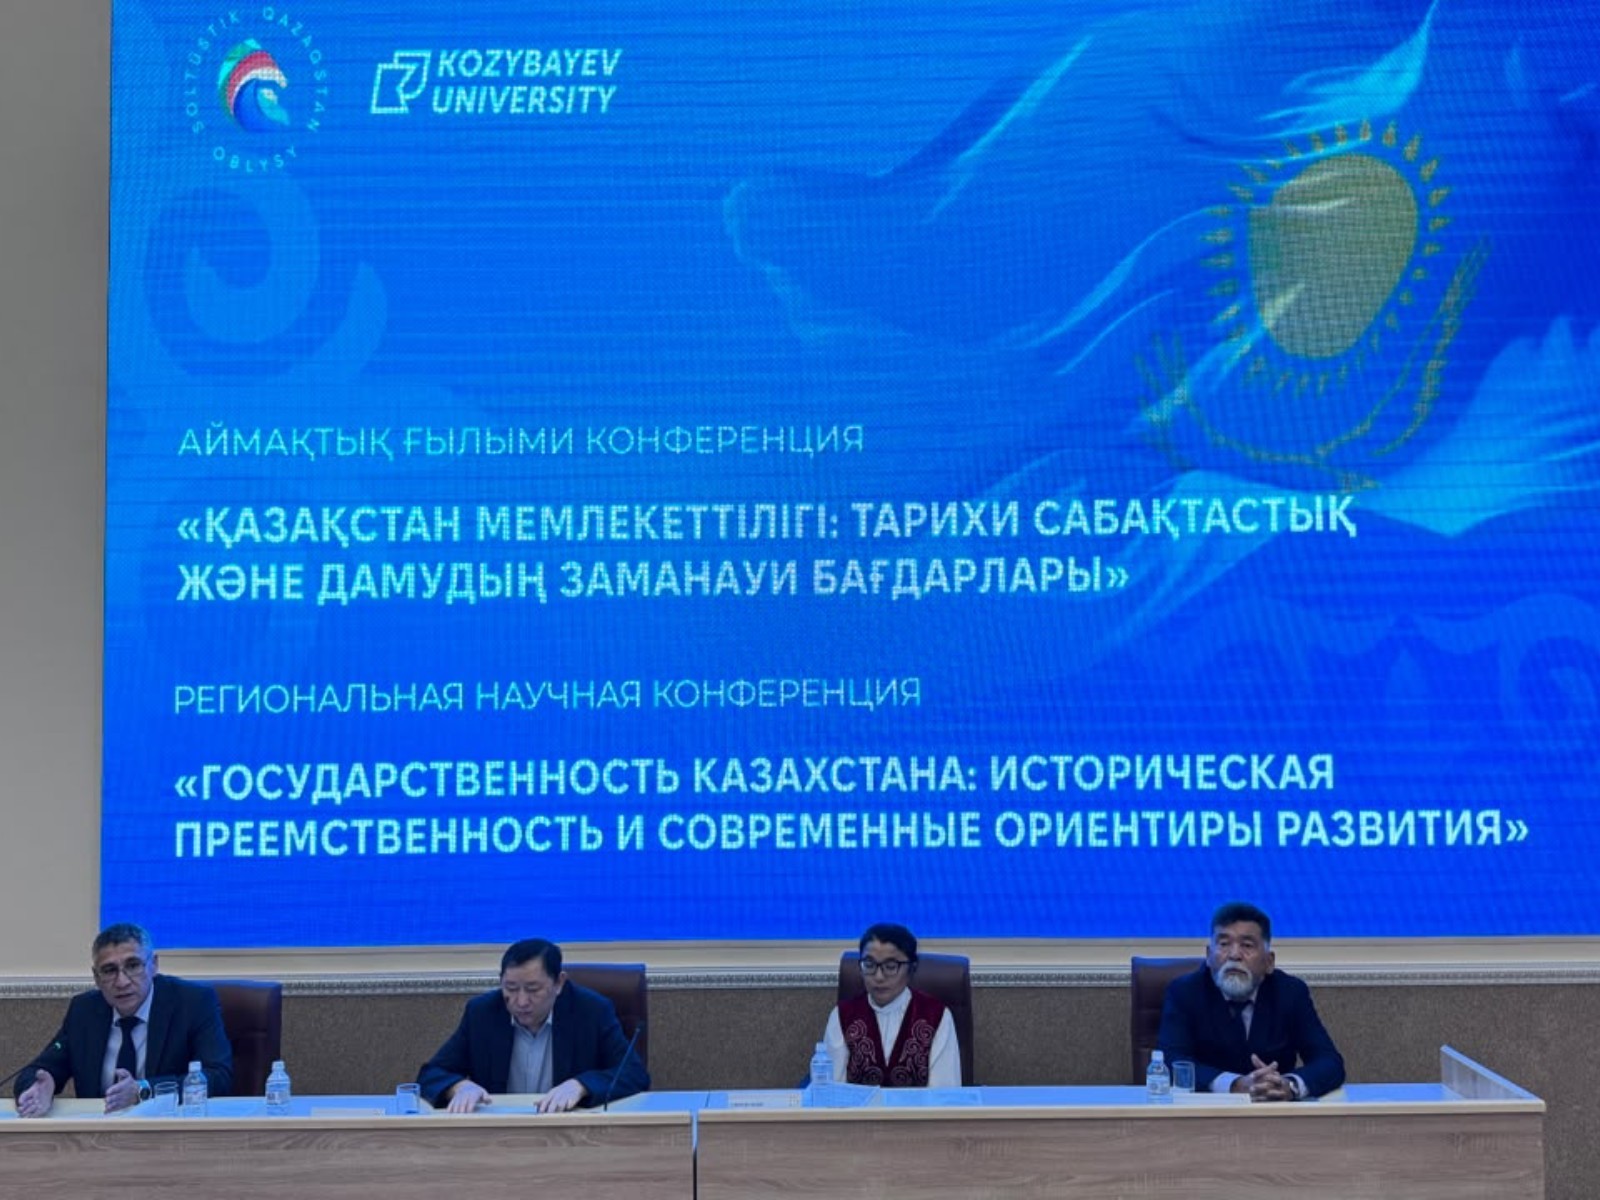 SOLTÜSTIK QAZAQSTAN OBLYSY
KOZYBAYEV
UNIVERSITY
АЙМАҚТЫҚ ҒЫЛЫМИ КОНФЕРЕНЦИЯ
«ҚАЗАҚСТАН МЕМЛЕКЕТТІЛІГІ: ТАРИХИ САБАҚТАСТЫҚ
ЖӘНЕ ДАМУДЫҢ ЗАМАНАУИ БАҒДАРЛАРЫ»
РЕГИОНАЛЬНАЯ НАУЧНАЯ КОНФЕРЕНЦИЯ
«ГОСУДАРСТВЕННОСТЬ КАЗАХСТАНА: ИСТОРИЧЕСКАЯ
ПРЕЕМСТВЕННОСТЬ И СОВРЕМЕННЫЕ ОРИЕНТИРЫ РАЗВИТИЯ»